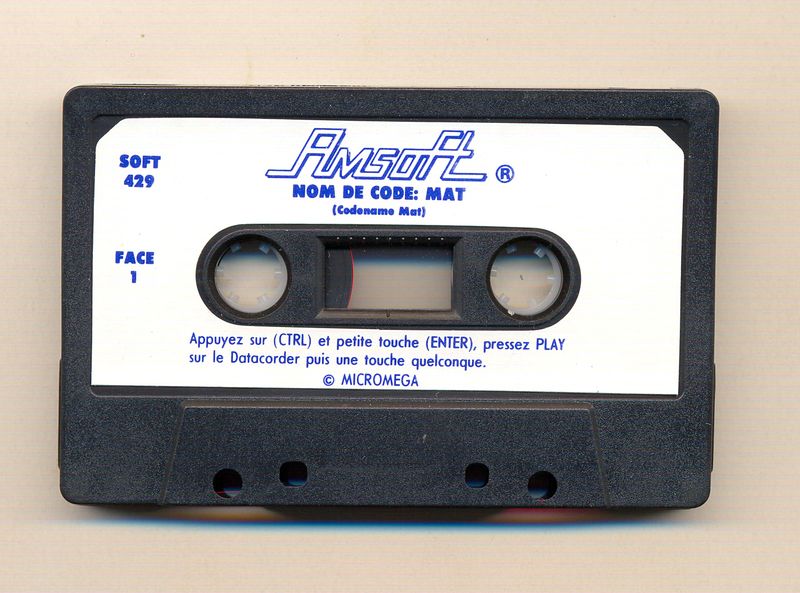 Amsoft ®
SOFT
429
NOM DE CODE: MAT
(Codename Mat)
FACE
1
Appuyez sur (CTRL) et petite touche (ENTER), pressez PLAY
sur le Datacorder puis une touche quelconque.
© MICROMEGA